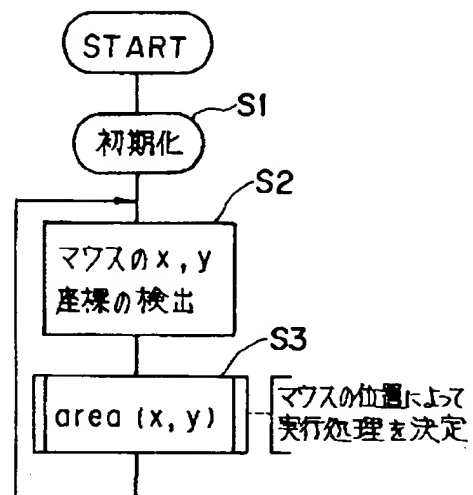 START
S1
初期化
S2
マウスのx,y
座標の検出
S3
area(x,y)
マウスの位置によって
実行処理を決定